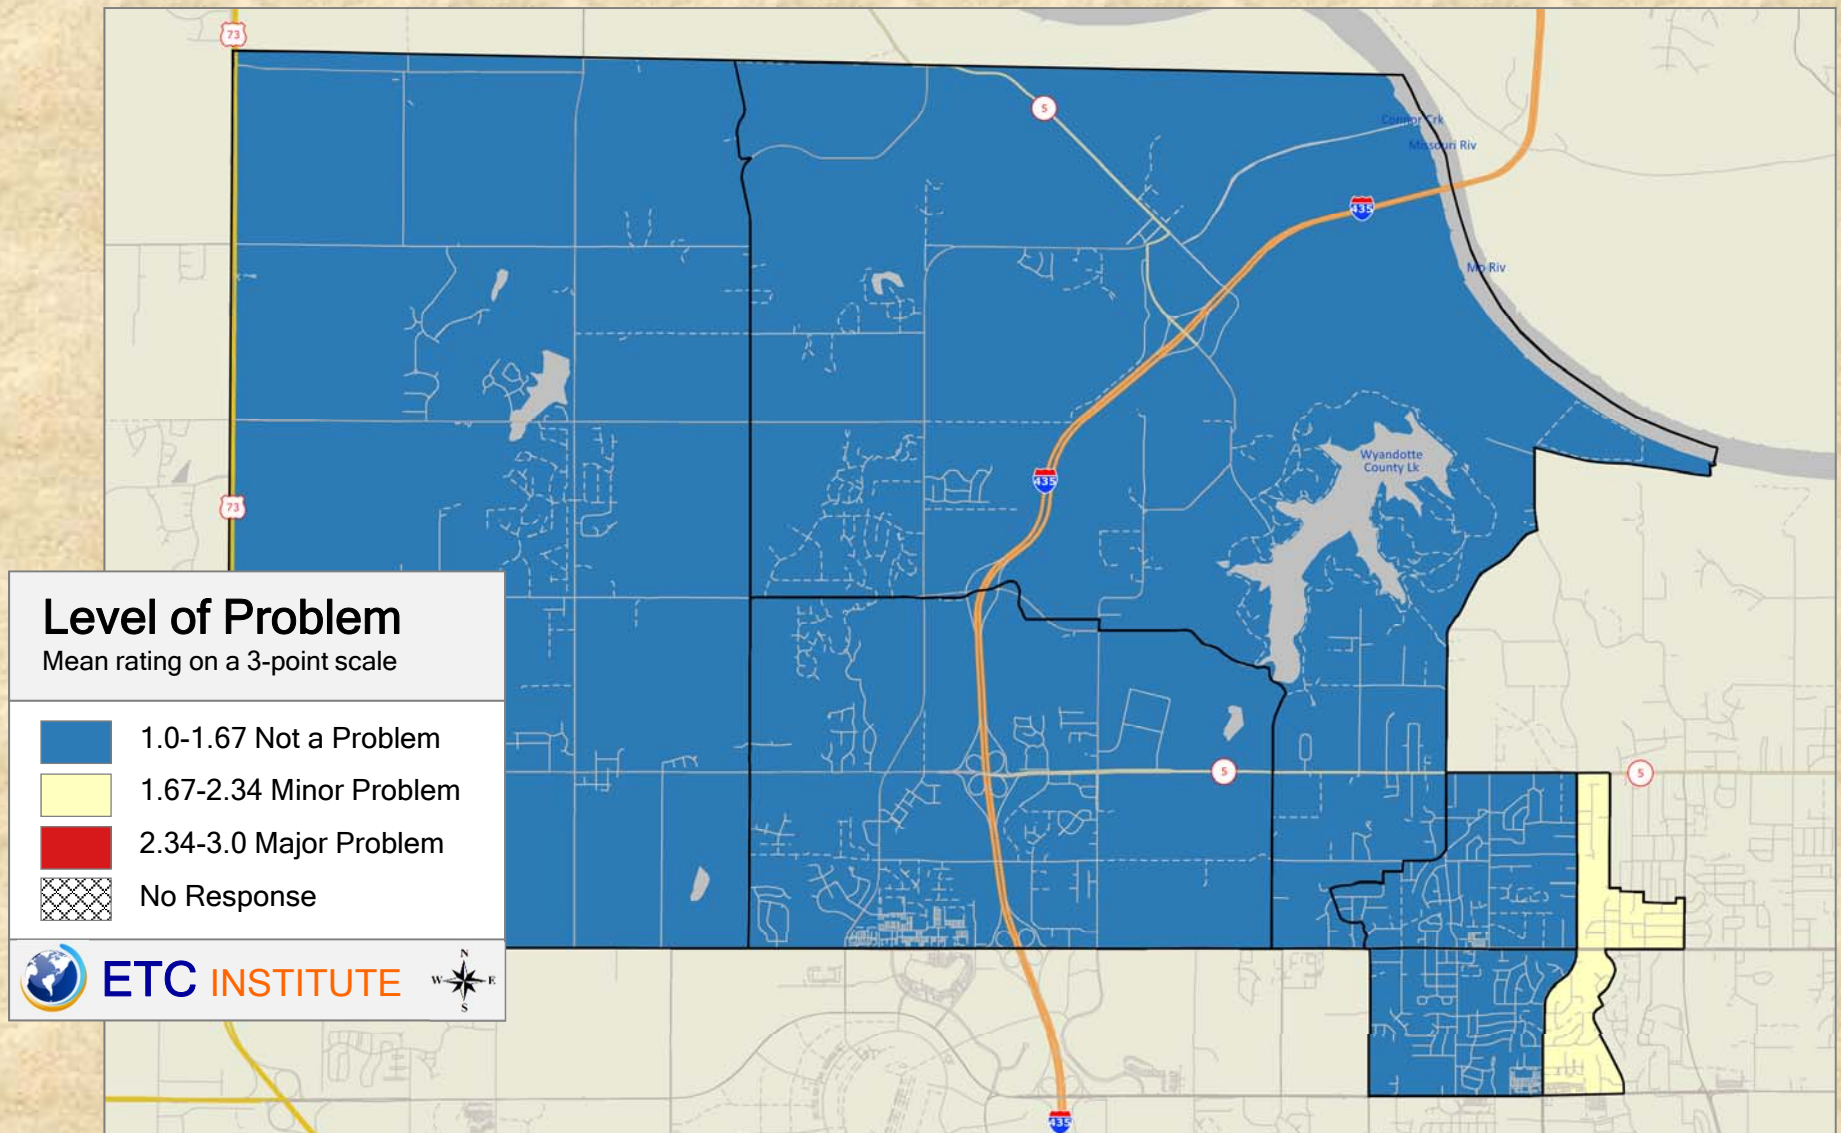 73
5
Connor Crk
Missouri Riv
435
Mo Riv
Wyandotte
County Lk
435
73
5
5
435
Level of Problem
Mean rating on a 3-point scale
1.0-1.67 Not a Problem
1.67-2.34 Minor Problem
2.34-3.0 Major Problem
No Response
ETC INSTITUTE
N
W E
S